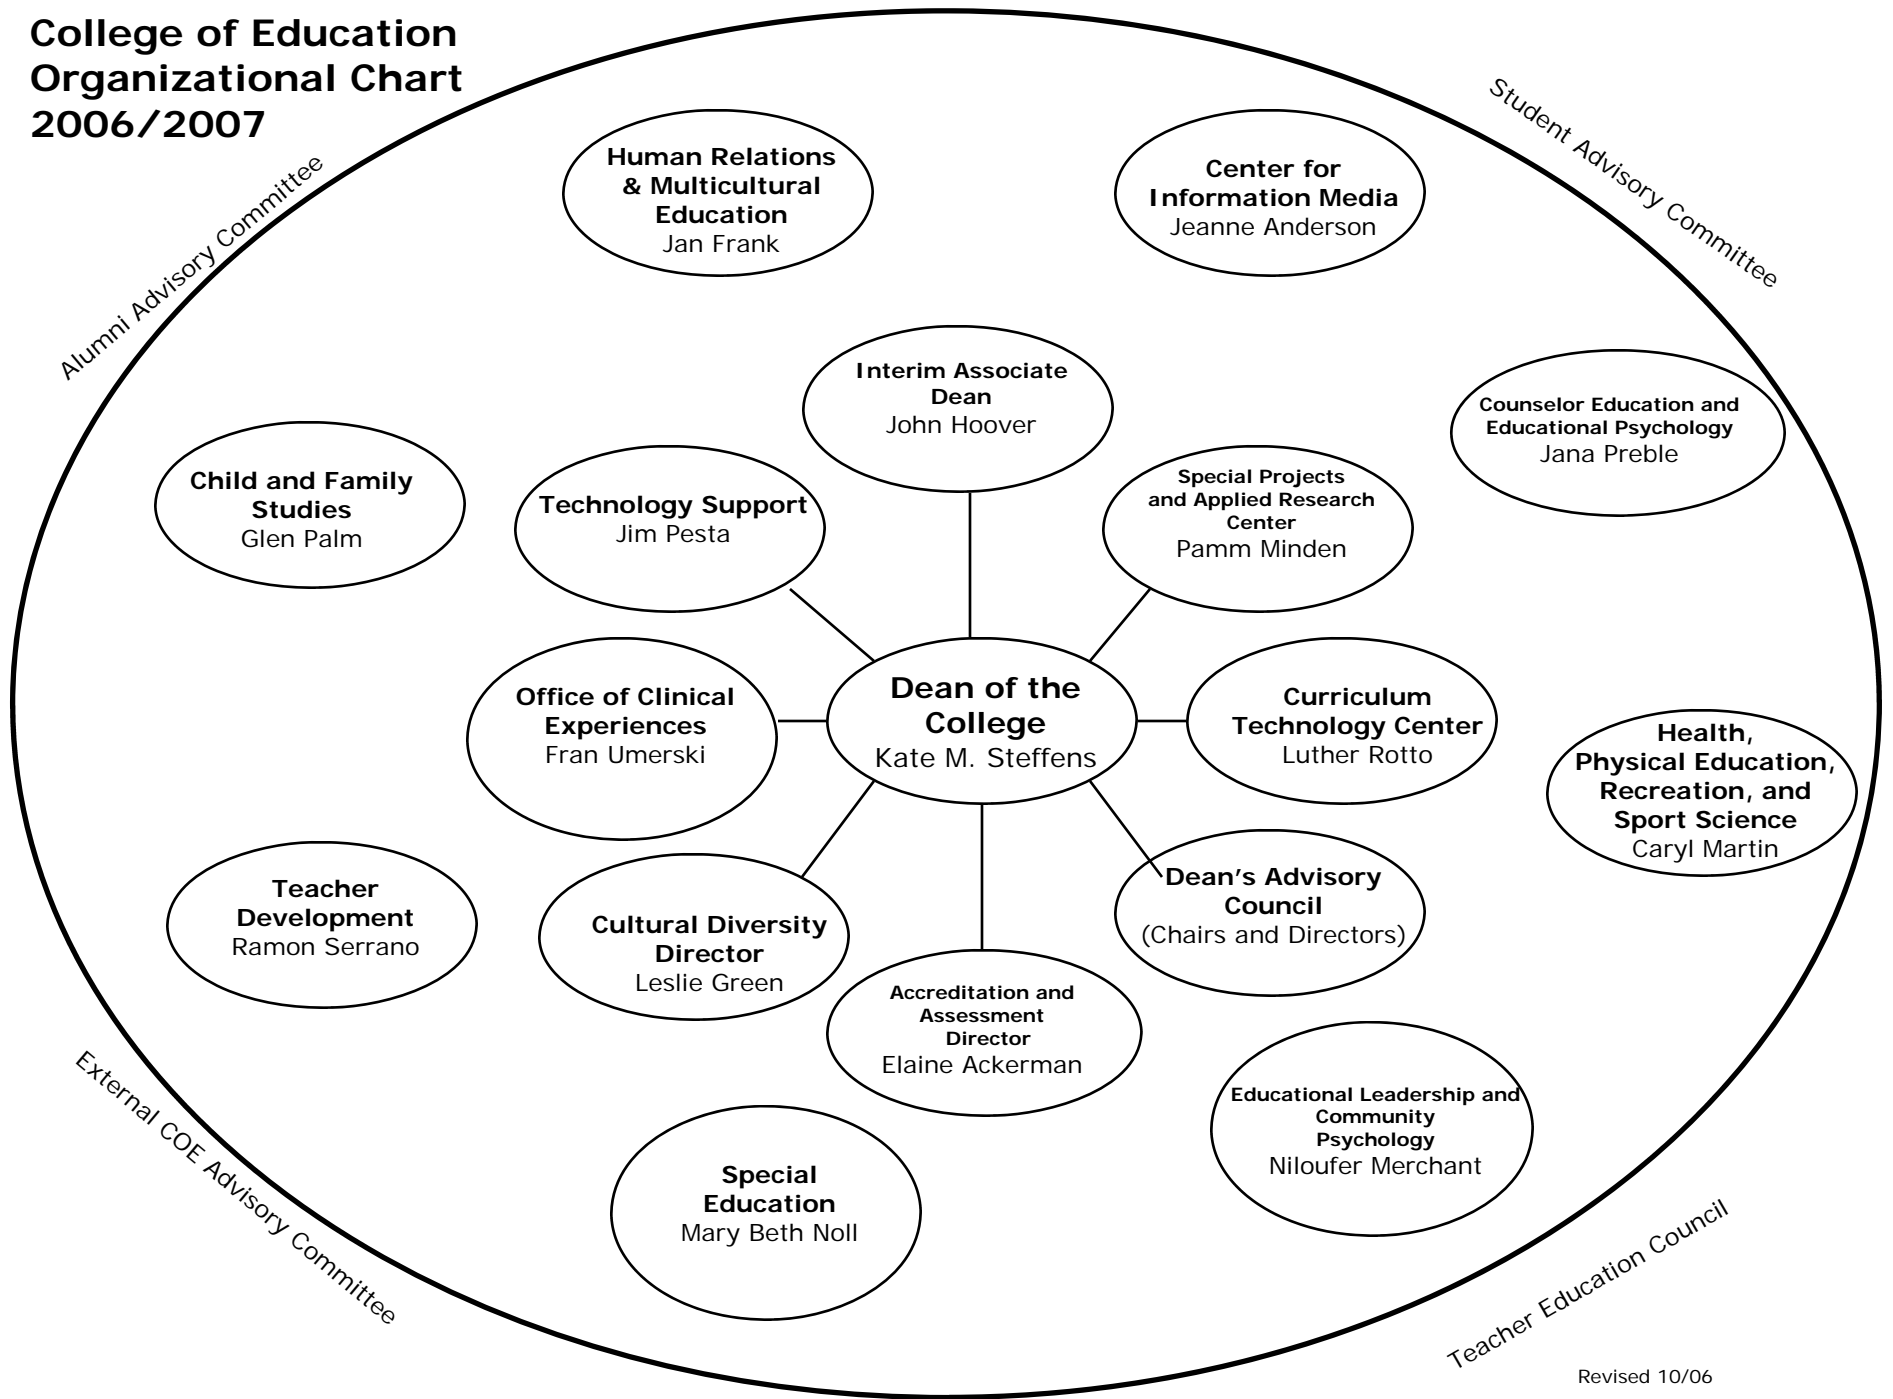 College of Education
Organizational Chart
2006/2007
Alumni Advisory Committee
Student Advisory Committee
Human Relations
& Multicultural
Education
Jan Frank
Center for
Information Media
Jeanne Anderson
Interim Associate
Dean
John Hoover
Counselor Education and
Educational Psychology
Jana Preble
Child and Family
Studies
Glen Palm
Technology Support
Jim Pesta
Special Projects
and Applied Research
Center
Pamm Minden
Office of Clinical
Experiences
Fran Umerski
Dean of the
College
Kate M. Steffens
Curriculum
Technology Center
Luther Rotto
Health,
Physical Education,
Recreation, and
Sport Science
Caryl Martin
Teacher
Development
Ramon Serrano
Cultural Diversity
Director
Leslie Green
Dean's Advisory
Council
(Chairs and Directors)
Accreditation and
Assessment
Director
Elaine Ackerman
Educational Leadership and
Community
Psychology
Niloufer Merchant
Special
Education
Mary Beth Noll
External COE Advisory Committee
Teacher Education Council
Revised 10/06